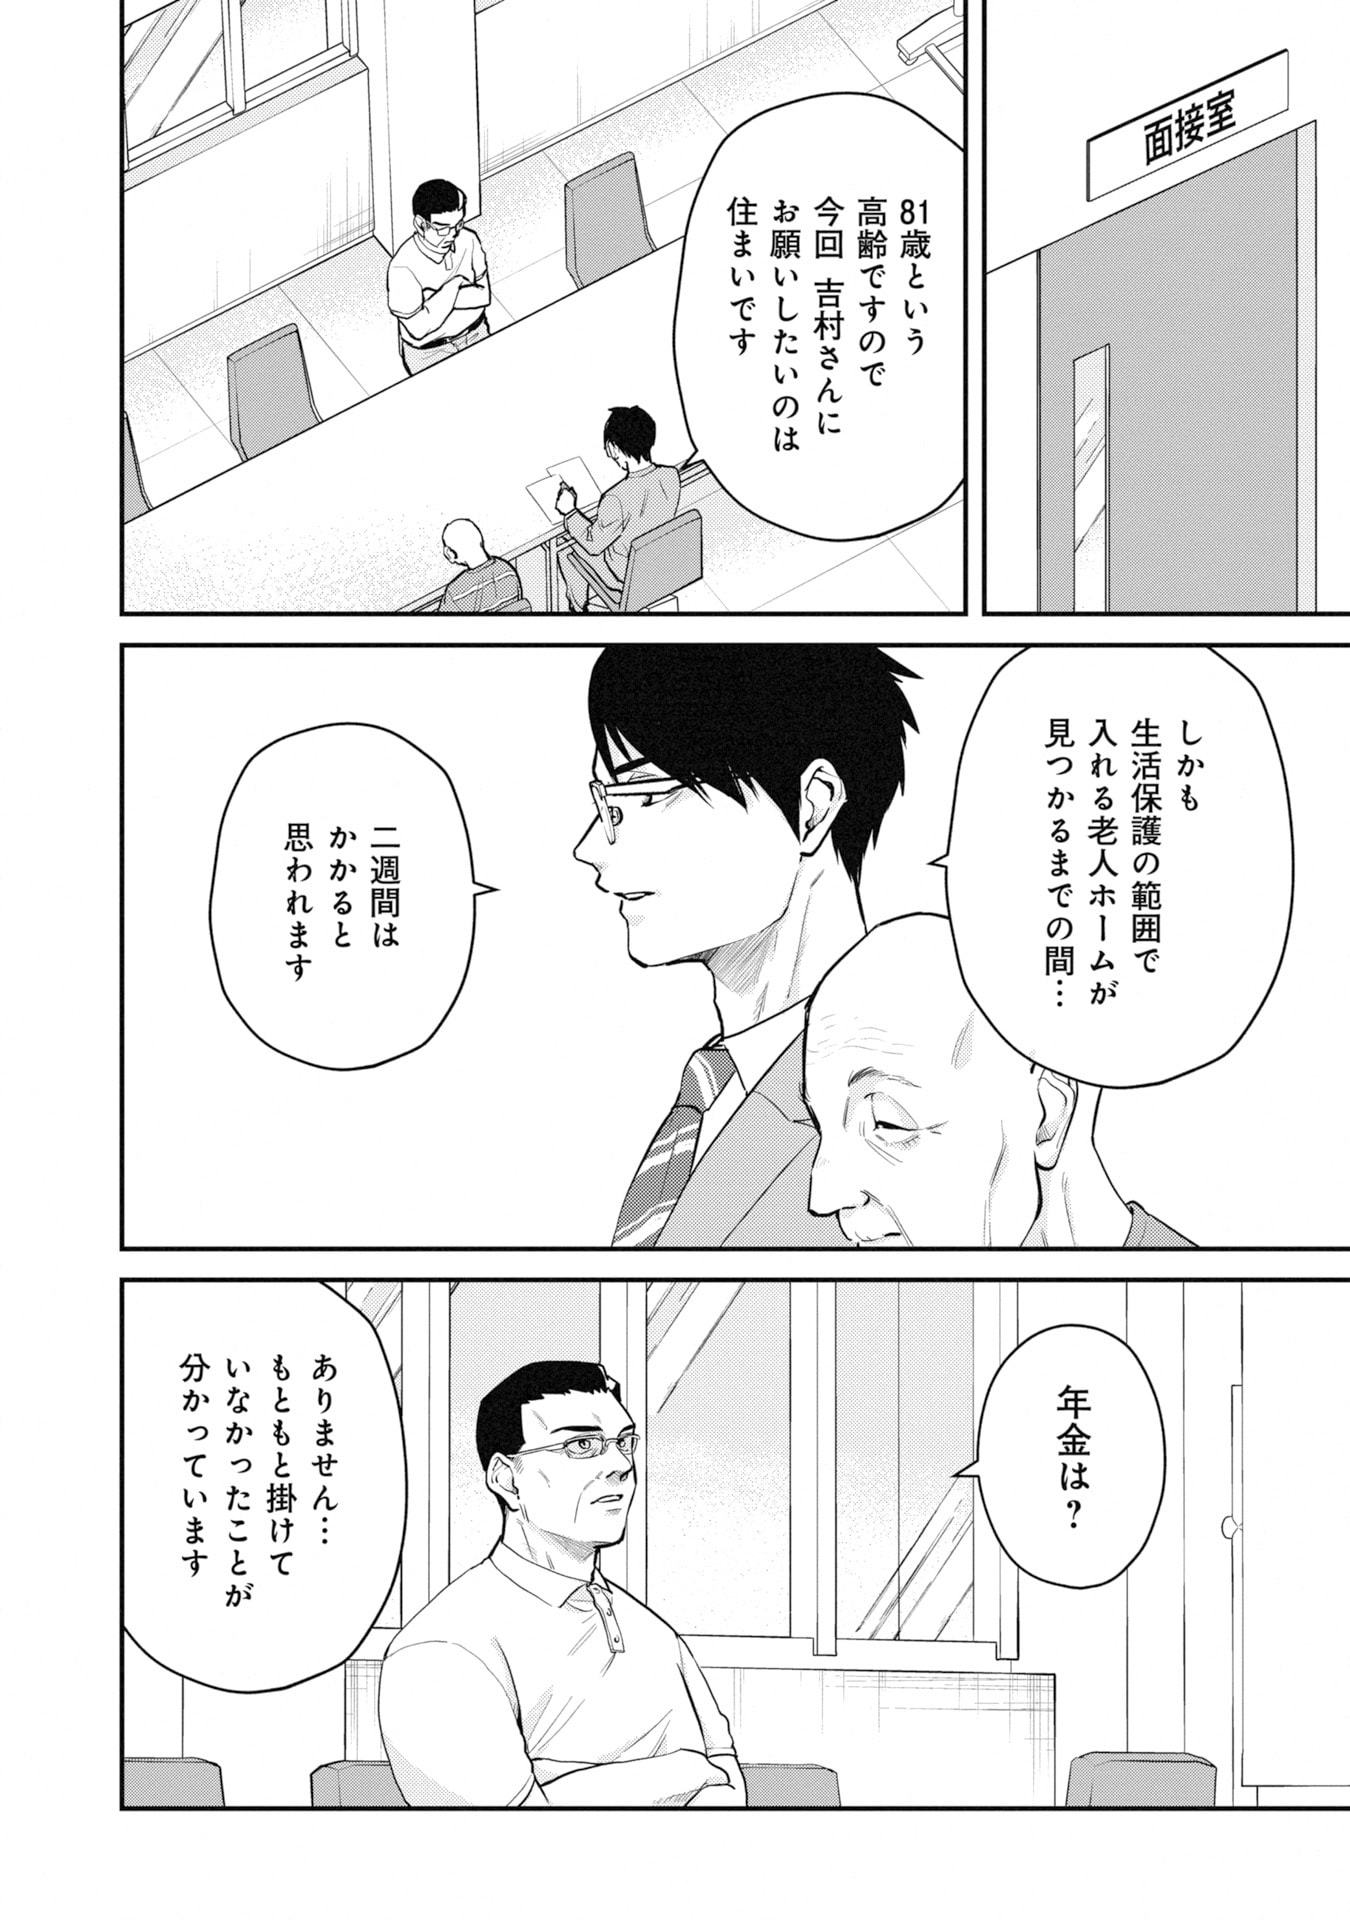 面接室
81歳という
高齢ですので
今回 吉村さんに
お願いしたいのは
住まいです
しかも
生活保護の範囲で
入れる老人ホームが
見つかるまでの間…
二週間は
かかると
思われます
年金は？
ありません…
もともと掛けて
いなかったことが
分かっています